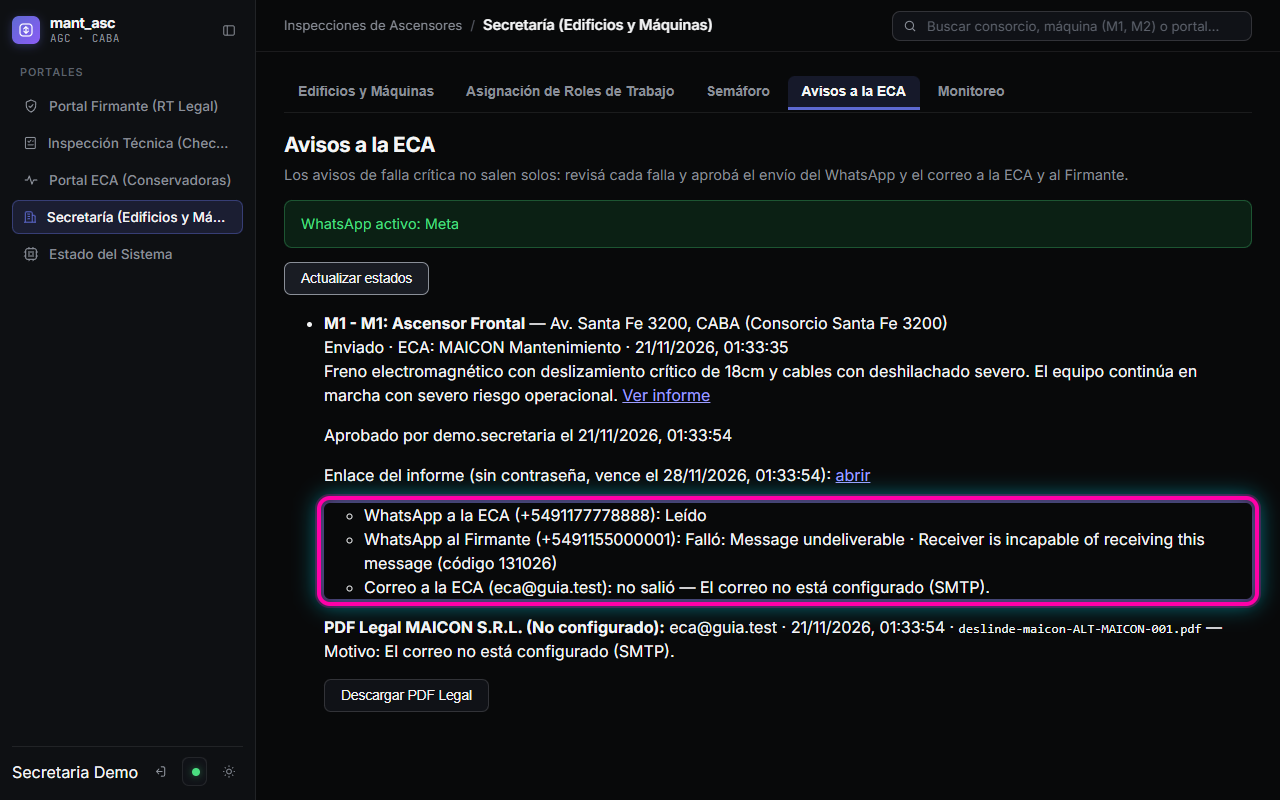 mant_asc
AGC · CABA
PORTALES
Portal Firmante (RT Legal)
Inspección Técnica (Chec...
Portal ECA (Conservadoras)
Secretaría (Edificios y Má...
Estado del Sistema
Secretaria Demo
Inspecciones de Ascensores / Secretaría (Edificios y Máquinas)
Buscar consorcio, máquina (M1, M2) o portal...
Edificios y Máquinas
Asignación de Roles de Trabajo
Semáforo
Avisos a la ECA
Monitoreo
Avisos a la ECA
Los avisos de falla crítica no salen solos: revisá cada falla y aprobá el envío del WhatsApp y el correo a la ECA y al Firmante.
WhatsApp activo: Meta
Actualizar estados
M1 - M1: Ascensor Frontal — Av. Santa Fe 3200, CABA (Consorcio Santa Fe 3200)
Enviado · ECA: MAICON Mantenimiento · 21/11/2026, 01:33:35
Freno electromagnético con deslizamiento crítico de 18cm y cables con deshilachado severo. El equipo continúa en
marcha con severo riesgo operacional. Ver informe
Aprobado por demo.secretaria el 21/11/2026, 01:33:54
Enlace del informe (sin contraseña, vence el 28/11/2026, 01:33:54): abrir
WhatsApp a la ECA (+5491177778888): Leído
WhatsApp al Firmante (+5491155000001): Falló: Message undeliverable · Receiver is incapable of receiving this
message (código 131026)
Correo a la ECA (eca@guia.test): no salió — El correo no está configurado (SMTP).
PDF Legal MAICON S.R.L. (No configurado): eca@guia.test · 21/11/2026, 01:33:54 · deslinde-maicon-ALT-MAICON-001.pdf —
Motivo: El correo no está configurado (SMTP).
Descargar PDF Legal